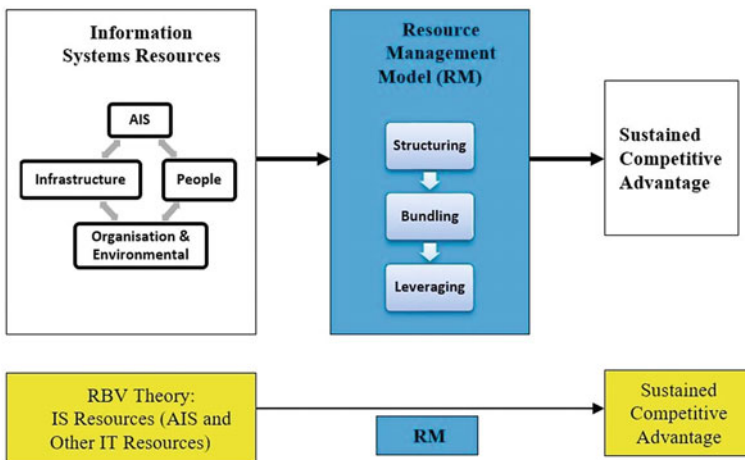 Information
Systems Resources
AIS
Infrastructure
People
Organisation &
Environmental
Resource
Management
Model (RM)
Structuring
Bundling
Leveraging
Sustained
Competitive
Advantage
RBV Theory:
IS Resources (AIS and
Other IT Resources)
RM
Sustained
Competitive
Advantage